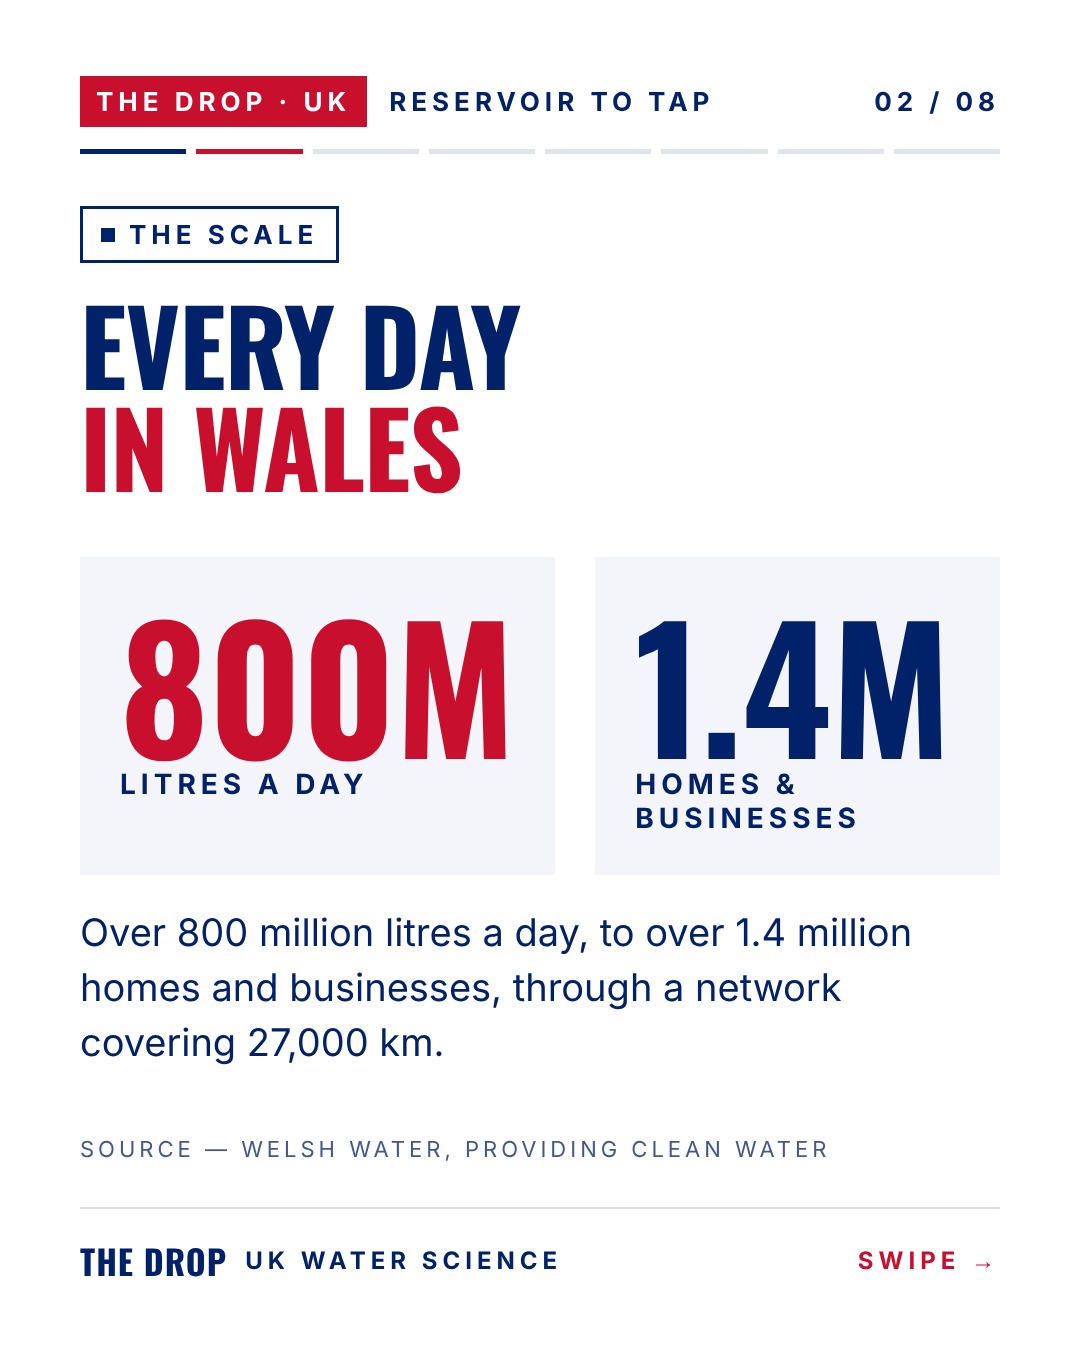 THE DROP · UK RESERVOIR TO TAP 02 / 08
THE SCALE
EVERY DAY
IN WALES
800M
LITRES A DAY
1.4M
HOMES &
BUSINESSES
Over 800 million litres a day, to over 1.4 million
homes and businesses, through a network
covering 27,000 km.
SOURCE — WELSH WATER, PROVIDING CLEAN WATER
THE DROP UK WATER SCIENCE SWIPE →